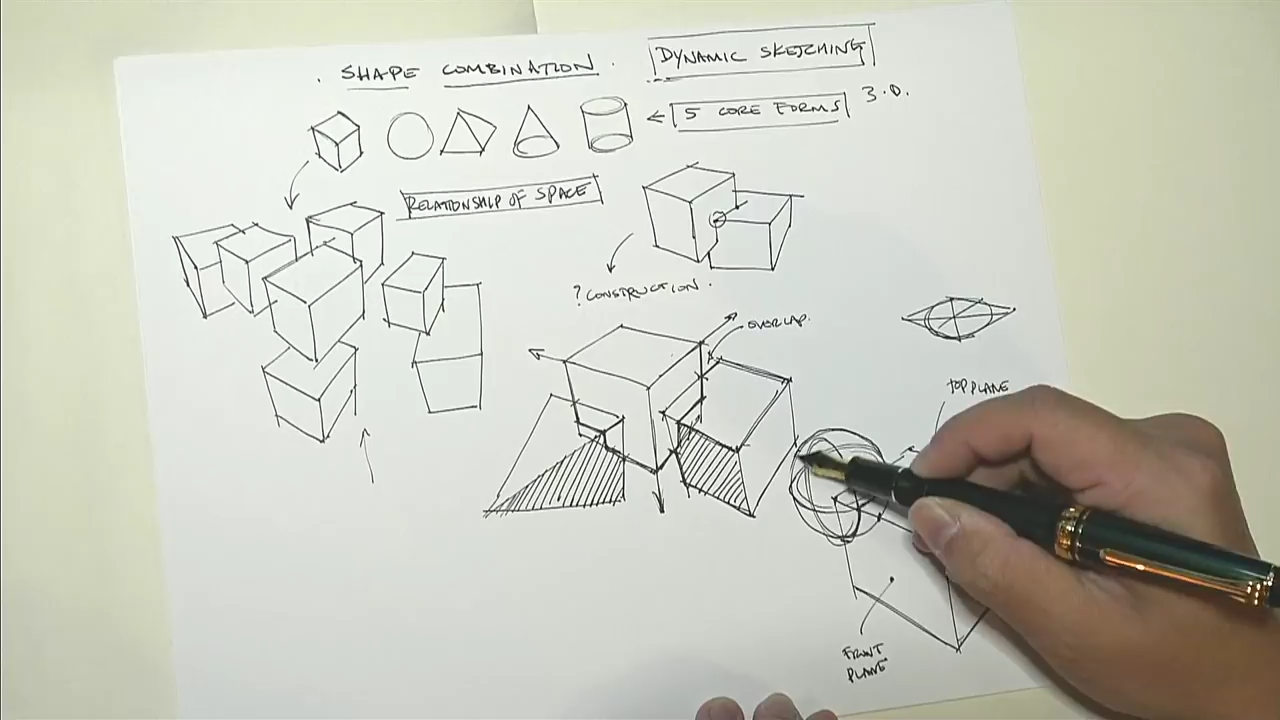 . SHAPE COMBINATION .
DYNAMIC SKETCHING
← 5 CORE FORMS 3.D.
RELATIONSHIP OF SPACE
? CONSTRUCTION .
OVERLAP.
TOP PLANE
FRONT
PLANE